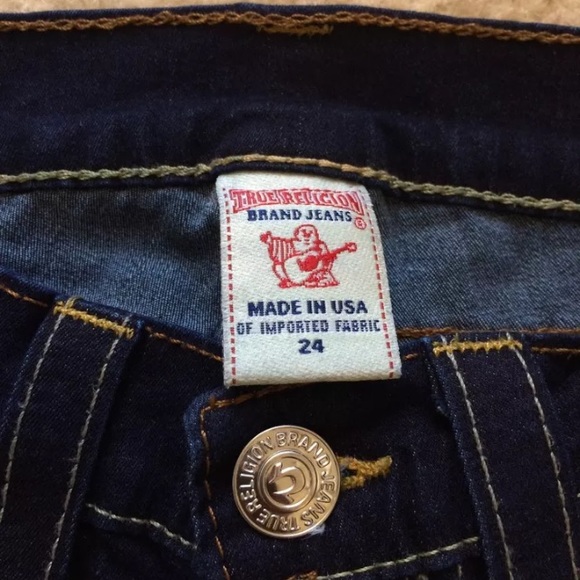 TRUE RELIGION
BRAND JEANS
®
MADE IN USA
OF IMPORTED FABRIC
24
TRUE RELIGION BRAND JEANS